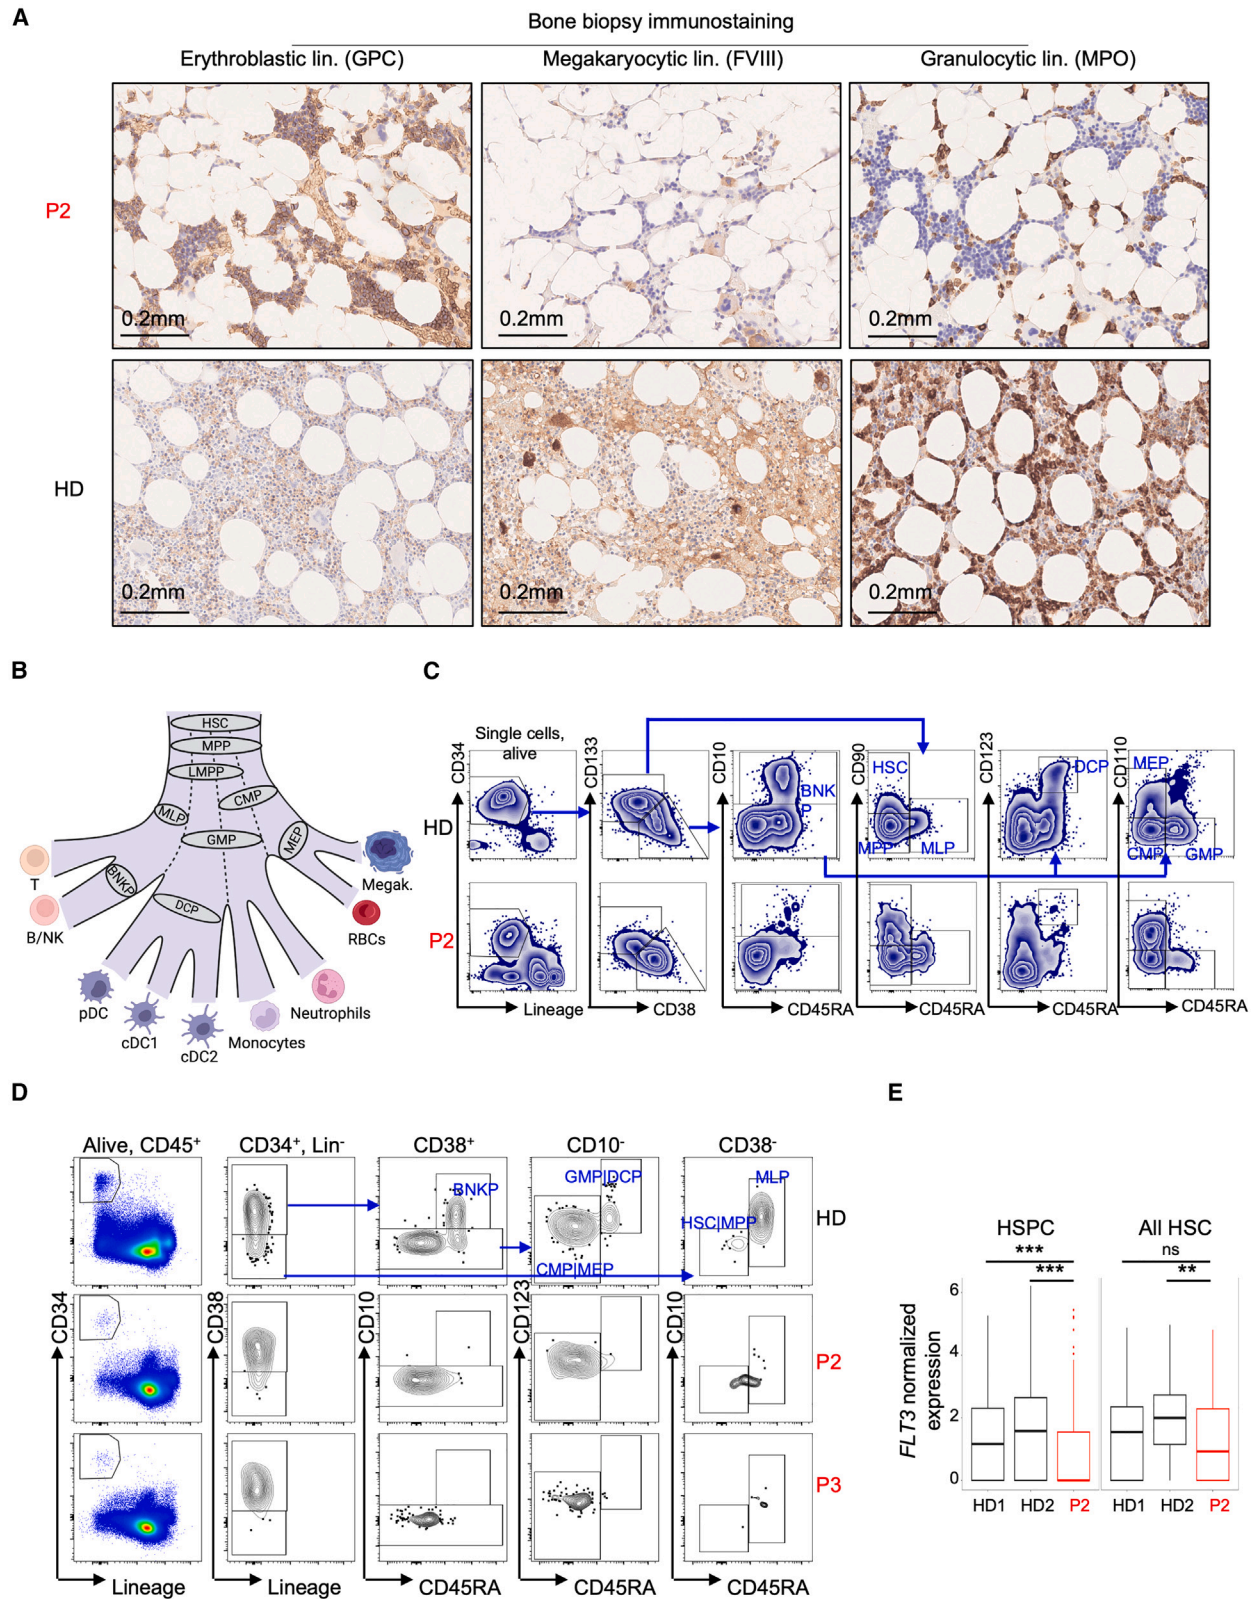 A
Bone biopsy immunostaining
Erythroblastic lin. (GPC)
Megakaryocytic lin. (FVIII)
Granulocytic lin. (MPO)
P2
0.2mm
0.2mm
0.2mm
HD
0.2mm
0.2mm
0.2mm
B
HSC
MPP
LMPP
MLP
CMP
GMP
MEP
BNKP
DCP
T
B/NK
Megak.
RBCs
pDC
cDC1
cDC2
Monocytes
Neutrophils
C
Single cells,
alive
CD34
CD133
CD10
CD90
CD123
CD110
HD
BNK
P
HSC
MPP
MLP
DCP
MEP
CMP
GMP
P2
Lineage
CD38
CD45RA
CD45RA
CD45RA
CD45RA
D
Alive, CD45+
CD34+, Lin-
CD38+
CD10-
CD38-
BNKP
GMP|DCP
CMP|MEP
MLP
HSC|MPP
HD
CD34
CD38
CD10
CD123
CD10
P2
P3
Lineage
Lineage
CD45RA
CD45RA
CD45RA
E
HSPC
All HSC
***
***
ns
**
FLT3 normalized
expression
6
4
2
0
HD1
HD2
P2
HD1
HD2
P2